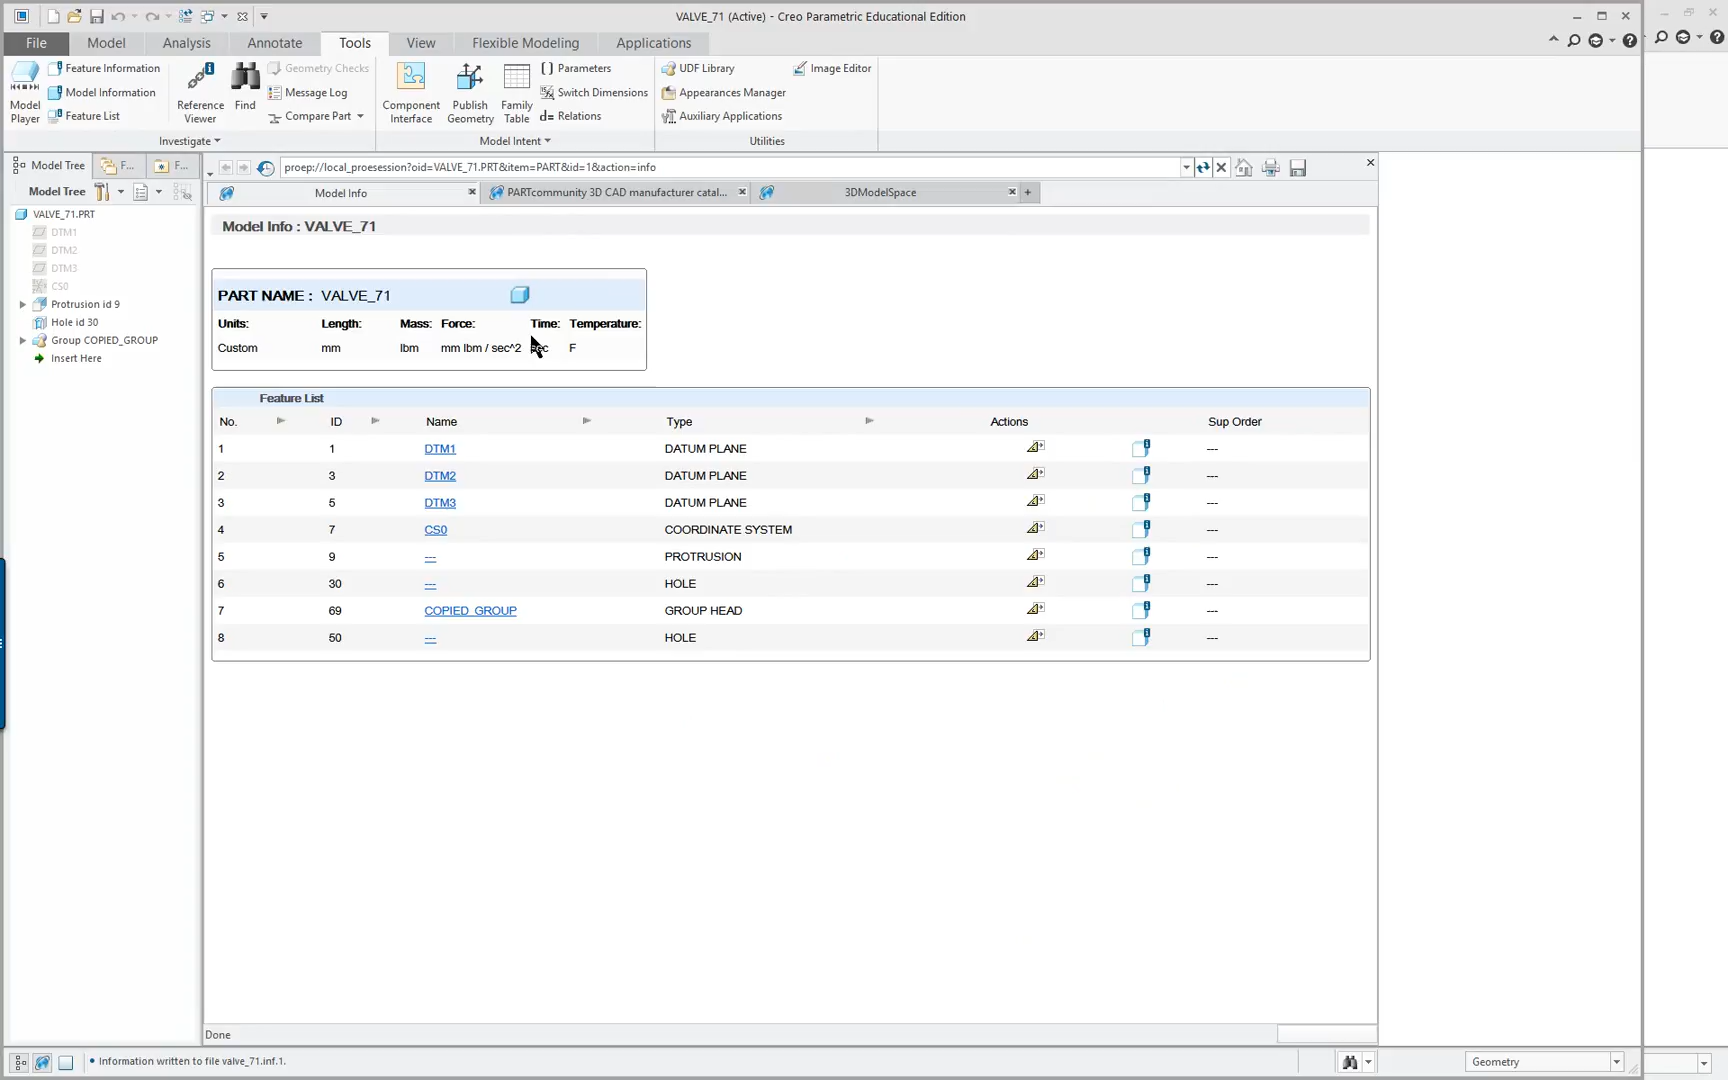 VALVE_71 (Active) - Creo Parametric Educational Edition
File Model Analysis Annotate Tools View Flexible Modeling Applications
Model Player
Feature Information
Model Information
Feature List
Reference Viewer
Find
Geometry Checks
Message Log
Compare Part
Investigate
Component Interface
Publish Geometry
Family Table
Parameters
Switch Dimensions
d= Relations
Model Intent
UDF Library
Appearances Manager
Auxiliary Applications
Image Editor
Utilities
Model Tree F... F...
proep://local_proesession?oid=VALVE_71.PRT&item=PART&id=1&action=info
Model Tree
Model Info PARTcommunity 3D CAD manufacturer catal... 3DModelSpace +
VALVE_71.PRT
DTM1
DTM2
DTM3
CS0
Protrusion id 9
Hole id 30
Group COPIED_GROUP
Insert Here
Model Info : VALVE_71
PART NAME : VALVE_71
Units: Length: Mass: Force: Time: Temperature:
Custom mm lbm mm lbm / sec^2 sec F
Feature List
No. ID Name Type Actions Sup Order
1 1 DTM1 DATUM PLANE ---
2 3 DTM2 DATUM PLANE ---
3 5 DTM3 DATUM PLANE ---
4 7 CS0 COORDINATE SYSTEM ---
5 9 --- PROTRUSION ---
6 30 --- HOLE ---
7 69 COPIED_GROUP GROUP HEAD ---
8 50 --- HOLE ---
Done
• Information written to file valve_71.inf.1.
Geometry